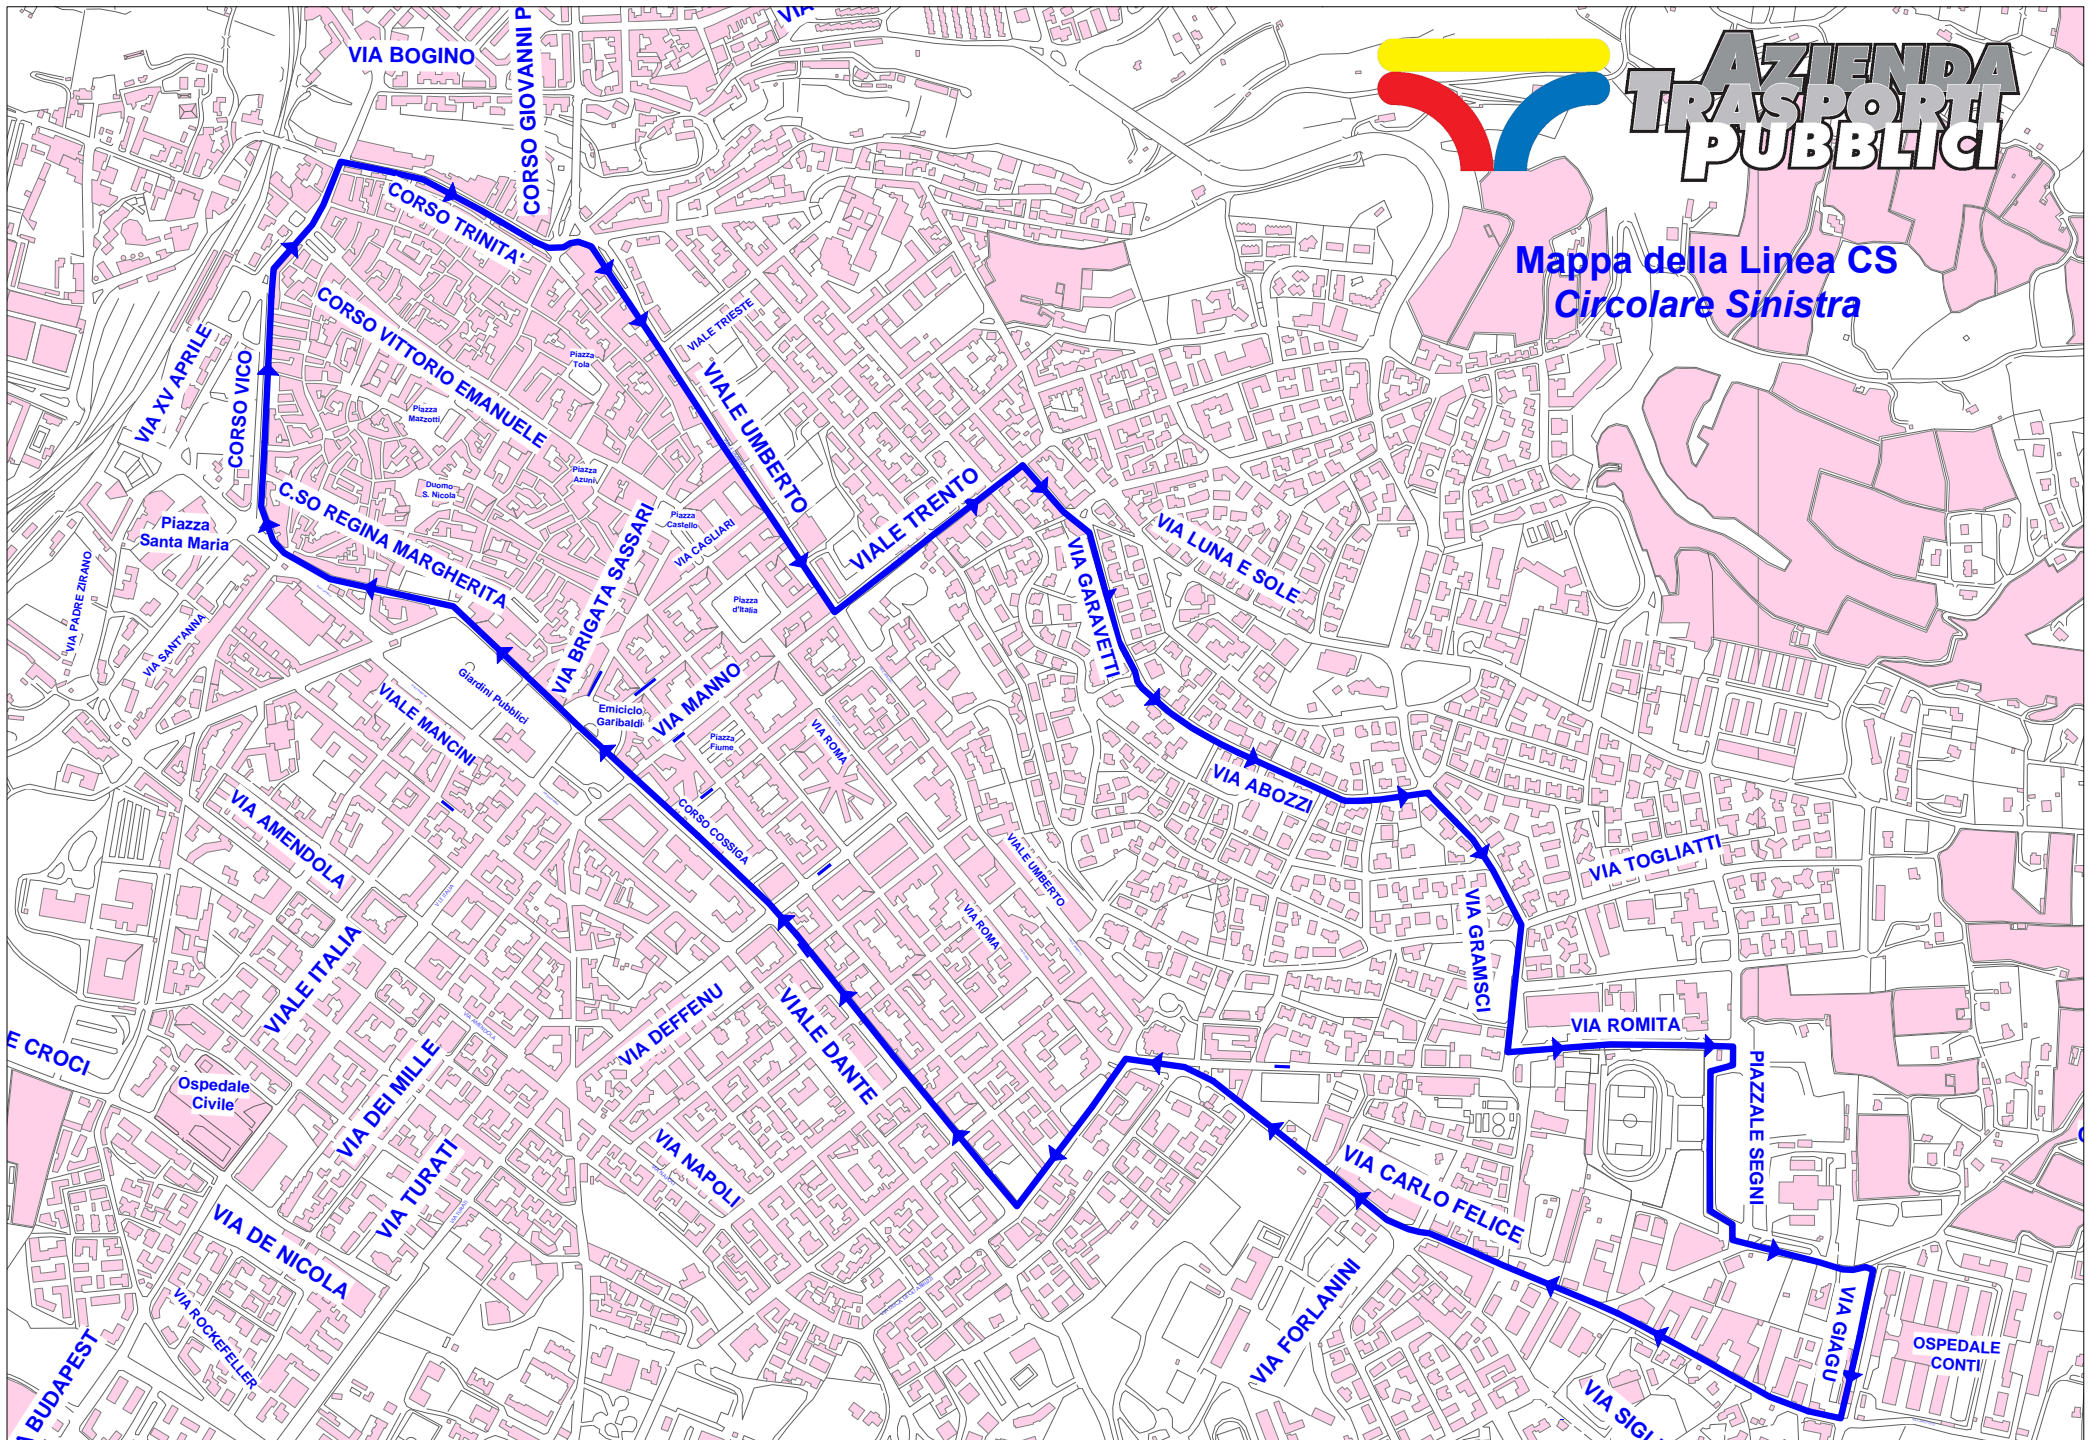 VIA BOGINO
CORSO GIOVANNI P
VIA
AZIENDA
TRASPORTI
PUBBLICI
Mappa della Linea CS
Circolare Sinistra
CORSO TRINITA'
CORSO VITTORIO EMANUELE
VIALE TRIESTE
VIALE UMBERTO
VIA XV APRILE
CORSO VICO
Piazza
Tola
Piazza
Mazzotti
Piazza
Azuni
Duomo
S. Nicola
Piazza
Castello
VIA CAGLIARI
C.SO REGINA MARGHERITA
Piazza
Santa Maria
VIA PADRE ZIRANO
VIA SANT'ANNA
VIA BRIGATA SASSARI
Piazza
d'Italia
VIALE TRENTO
VIA LUNA E SOLE
VIA GARAVETTI
Giardini Pubblici
Emiciclo
Garibaldi
VIA MANNO
Piazza
Fiume
VIA ROMA
VIALE MANCINI
VIA ABOZZI
VIA AMENDOLA
CORSO COSSIGA
VIALE UMBERTO
VIA ROMA
VIA TOGLIATTI
VIA GRAMSCI
VIALE ITALIA
VIA DEFFENU
VIALE DANTE
VIA ROMITA
PIAZZALE SEGNI
E CROCI
Ospedale
Civile
VIA DEI MILLE
VIA TURATI
VIA NAPOLI
VIA CARLO FELICE
VIA DE NICOLA
VIA ROCKEFELLER
VIA FORLANINI
VIA GIAGU
OSPEDALE
CONTI
A BUDAPEST
VIA SIGL